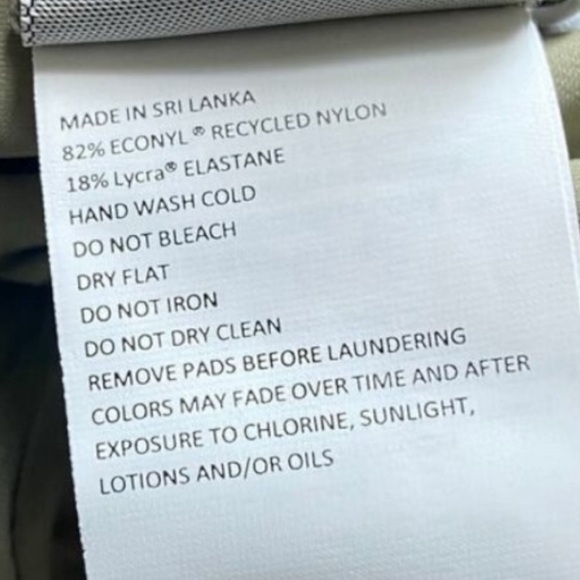 MADE IN SRI LANKA
82% ECONYL® RECYCLED NYLON
18% Lycra® ELASTANE
HAND WASH COLD
DO NOT BLEACH
DRY FLAT
DO NOT IRON
DO NOT DRY CLEAN
REMOVE PADS BEFORE LAUNDERING
COLORS MAY FADE OVER TIME AND AFTER
EXPOSURE TO CHLORINE, SUNLIGHT,
LOTIONS AND/OR OILS